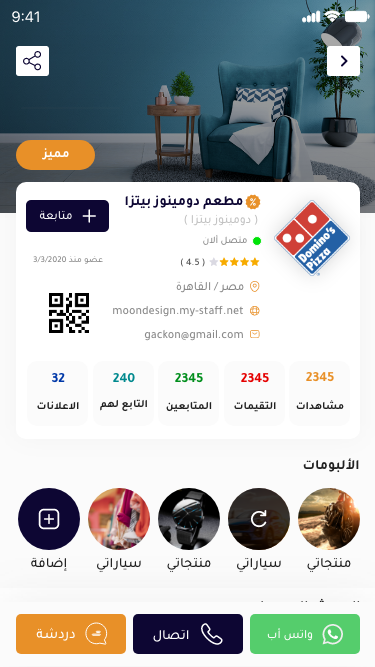 9:41
مميز
مطعم دومينوز بيتزا
( دومينوز بيتزا )
متصل ألان
( 4.5 )
مصر / القاهرة
moondesign.my-staff.net
gackon@gmail.com
متابعة
عضو منذ 3/3/2020
Domino's
Pizza
2345
مشاهدات
2345
التقيمات
2345
المتابعين
240
التابع لهم
32
الاعلانات
الألبومات
منتجاتي
سياراتي
منتجاتي
سياراتي
إضافة
واتس أب
اتصال
دردشة